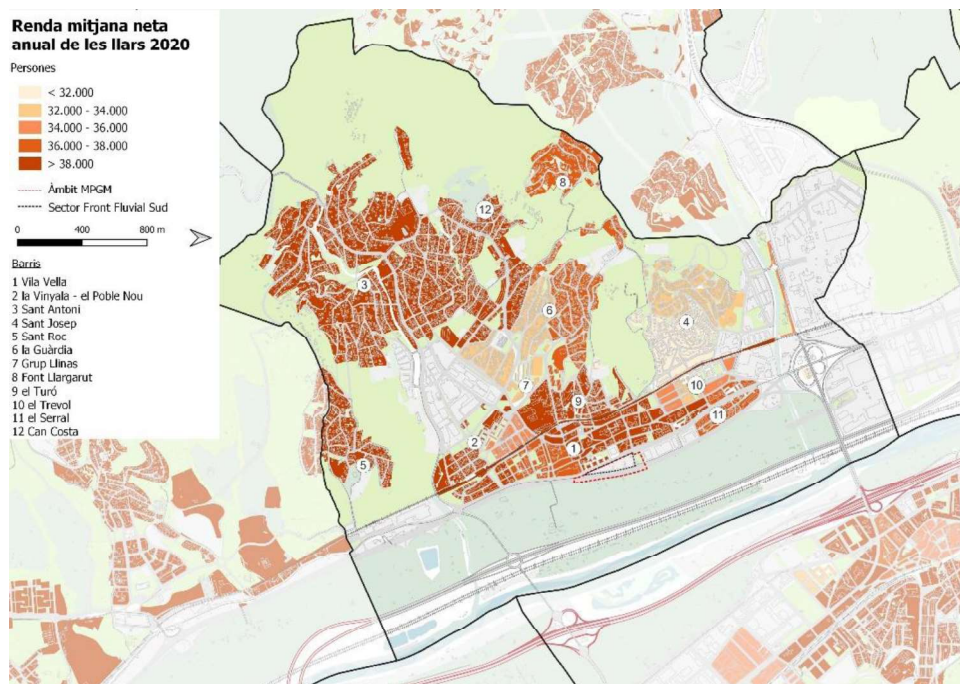 Renda mitjana neta
anual de les llars 2020
Persones
< 32.000
32.000 - 34.000
34.000 - 36.000
36.000 - 38.000
> 38.000
Àmbit MPGM
Sector Front Fluvial Sud
0 400 800 m
Barris
1 Vila Vella
2 la Vinyala - el Poble Nou
3 Sant Antoni
4 Sant Josep
5 Sant Roc
6 la Guàrdia
7 Grup Llinas
8 Font Llargarut
9 el Turó
10 el Trevol
11 el Serral
12 Can Costa
8
12
3
6
4
7
10
9
11
2
1
5